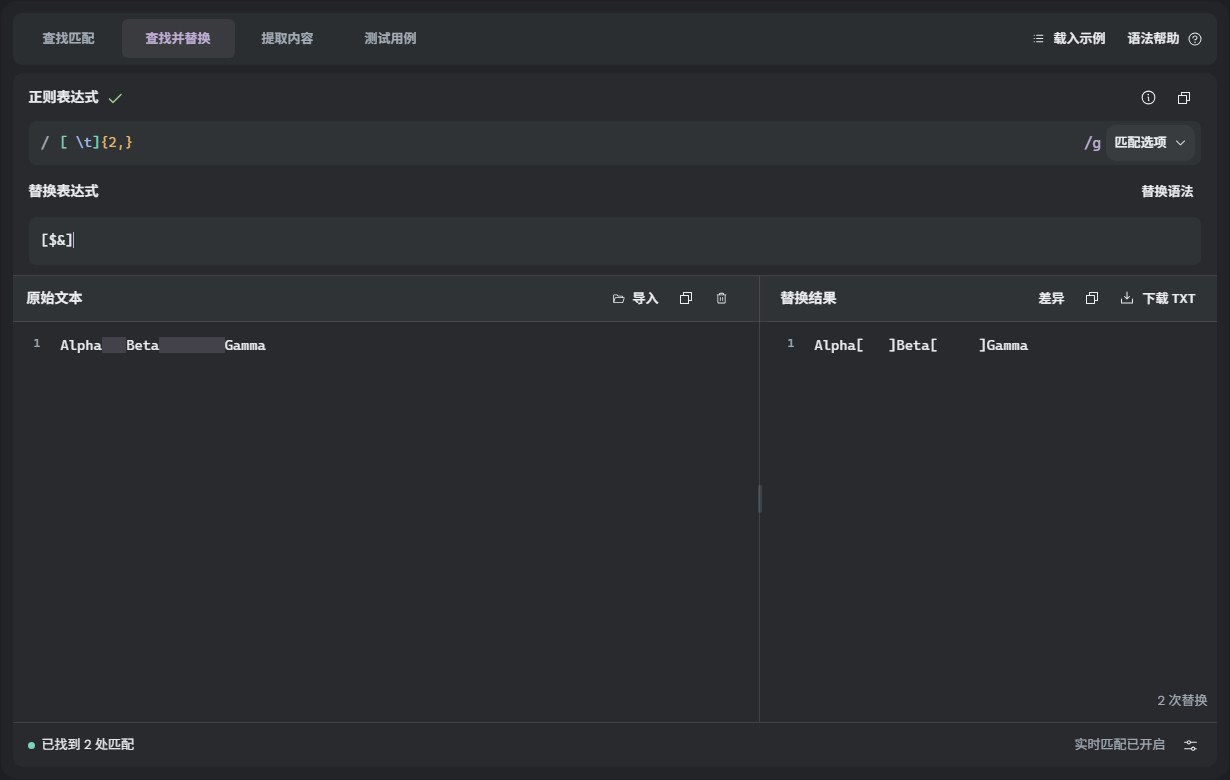 查找匹配 查找并替换 提取内容 测试用例 载入示例 语法帮助
正则表达式
/ [ \t]{2,} /g 匹配选项
替换表达式 替换语法
[$&]
原始文本 导入 替换结果 差异 下载 TXT
1 Alpha   Beta        Gamma 1 Alpha[   ]Beta[     ]Gamma
2 次替换
已找到 2 处匹配 实时匹配已开启